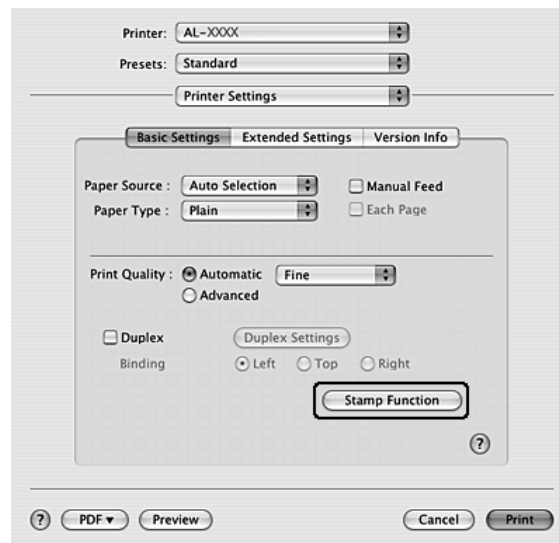 Printer: AL-XXXX
Presets: Standard
Printer Settings
Basic Settings Extended Settings Version Info
Paper Source : Auto Selection Manual Feed
Paper Type : Plain Each Page
Print Quality : Automatic Fine
Advanced
Duplex Duplex Settings
Binding Left Top Right
Stamp Function
?
? PDF▼ Preview Cancel Print